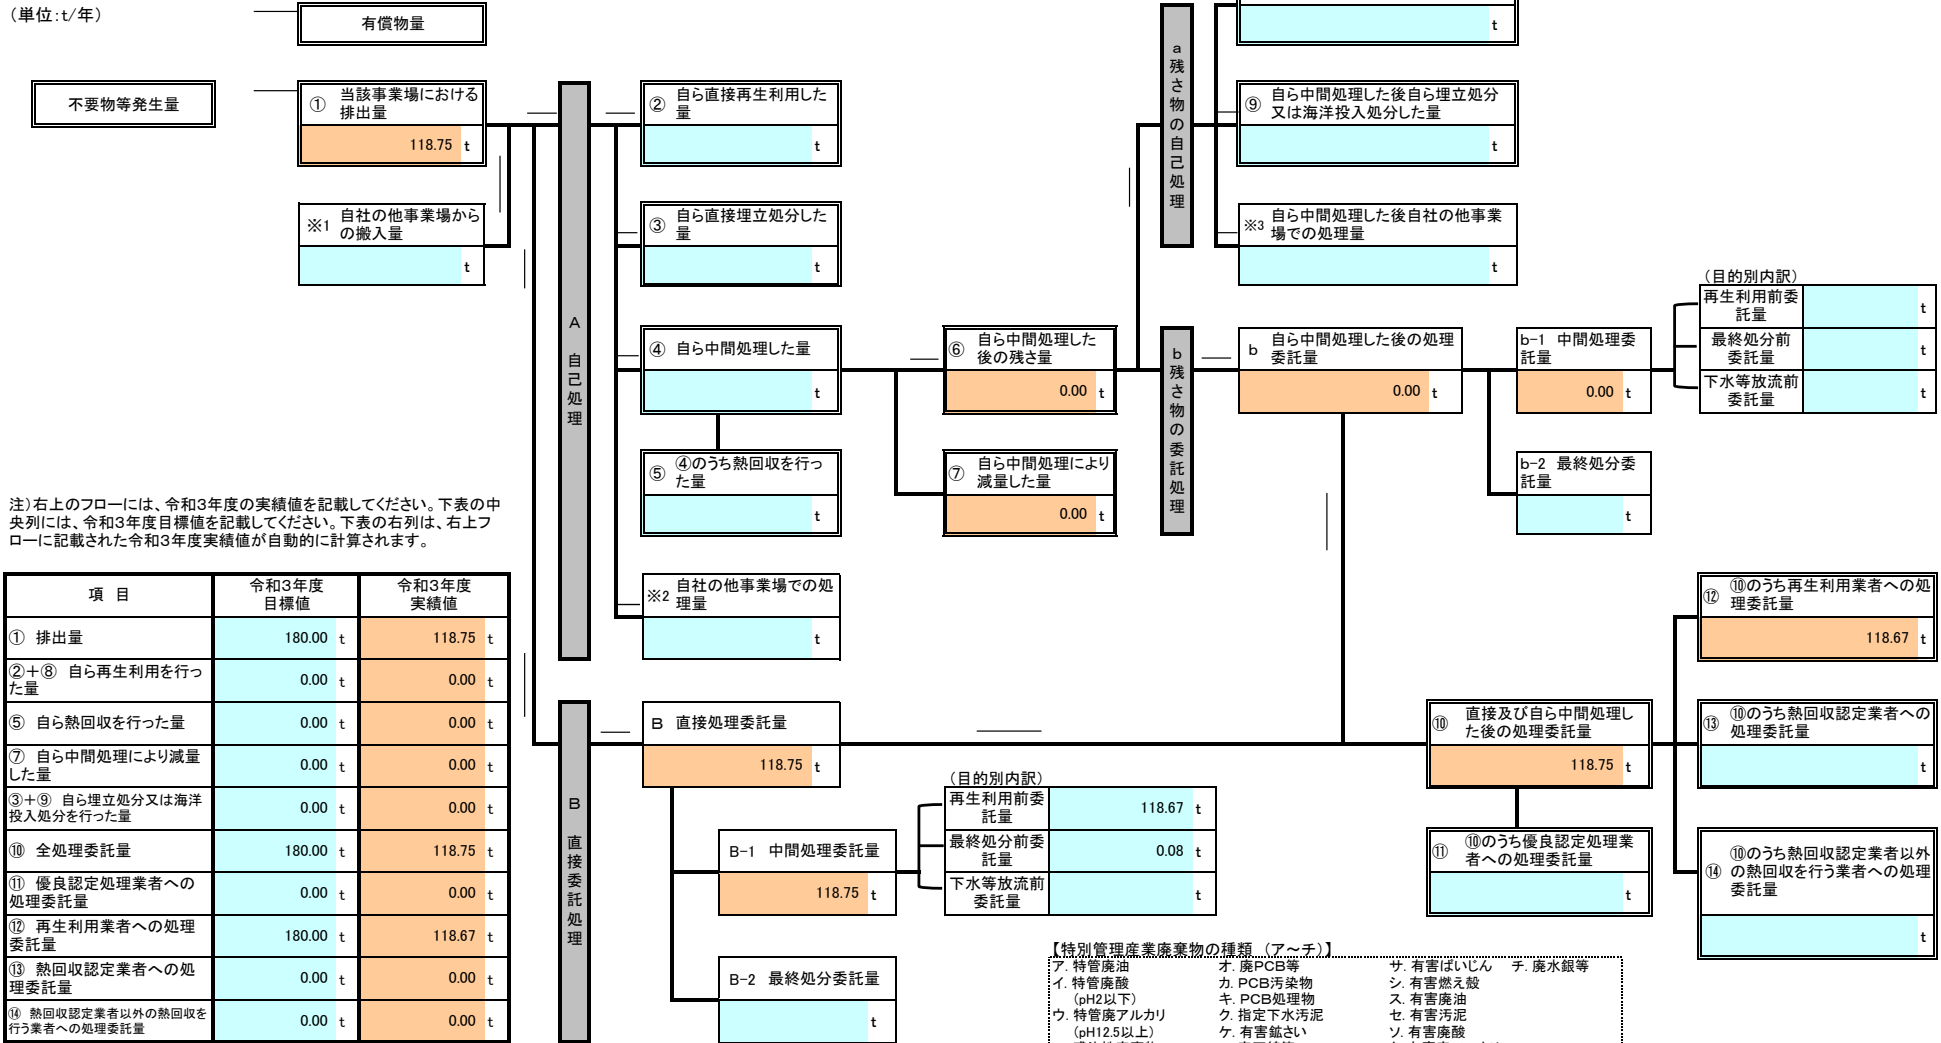 (単位:t/年)
有償物量
t
不要物等発生量
① 当該事業場における
排出量
118.75 t
※1 自社の他事業場から
の搬入量
t
A 自己処理
② 自ら直接再生利用した
量
t
③ 自ら直接埋立処分した
量
t
④ 自ら中間処理した量
t
⑤ ④のうち熱回収を行っ
た量
t
※2 自社の他事業場での処
理量
t
⑥ 自ら中間処理した
後の残さ量
0.00 t
⑦ 自ら中間処理により
減量した量
0.00 t
a 残さ物の自己処理
⑨ 自ら中間処理した後自ら埋立処分
又は海洋投入処分した量
t
※3 自ら中間処理した後自社の他事業
場での処理量
t
b 残さ物の委託処理
b 自ら中間処理した後の処理
委託量
0.00 t
b-1 中間処理委
託量
0.00 t
b-2 最終処分委
託量
t
(目的別内訳)
再生利用前委
託量
t
最終処分前
委託量
t
下水等放流前
委託量
t
注)右上のフローには、令和3年度の実績値を記載してください。下表の中
央列には、令和3年度目標値を記載してください。下表の右列は、右上フ
ローに記載された令和3年度実績値が自動的に計算されます。
項 目 令和3年度
目標値 令和3年度
実績値
① 排出量 180.00 t 118.75 t
②+⑧ 自ら再生利用を行っ
た量 0.00 t 0.00 t
⑤ 自ら熱回収を行った量 0.00 t 0.00 t
⑦ 自ら中間処理により減量
した量 0.00 t 0.00 t
③+⑨ 自ら埋立処分又は海洋
投入処分を行った量 0.00 t 0.00 t
⑩ 全処理委託量 180.00 t 118.75 t
⑪ 優良認定処理業者への
処理委託量 0.00 t 0.00 t
⑫ 再生利用業者への処理
委託量 180.00 t 118.67 t
⑬ 熱回収認定業者への処
理委託量 0.00 t 0.00 t
⑭ 熱回収認定業者以外の熱回収を
行う業者への処理委託量 0.00 t 0.00 t
B 直接委託処理
B 直接処理委託量
118.75 t
B-1 中間処理委託量
118.75 t
B-2 最終処分委託量
t
(目的別内訳)
再生利用前委
託量
118.67 t
最終処分前委
託量
0.08 t
下水等放流前
委託量
t
⑩ 直接及び自ら中間処理し
た後の処理委託量
118.75 t
⑪ ⑩のうち優良認定処理業
者への処理委託量
t
⑫ ⑩のうち再生利用業者への処
理委託量
118.67 t
⑬ ⑩のうち熱回収認定業者への
処理委託量
t
⑭ ⑩のうち熱回収認定業者以外
の熱回収を行う業者への処理
委託量
t
【特別管理産業廃棄物の種類 (ア~チ)】
ア. 特管廃油 オ. 廃PCB等 サ. 有害ばいじん チ. 廃水銀等
イ. 特管廃酸 カ. PCB汚染物 シ. 有害燃え殻
(pH2以下) キ. PCB処理物 ス. 有害廃油
ウ. 特管廃アルカリ ク. 指定下水汚泥 セ. 有害汚泥
(pH12.5以上) ケ. 有害鉱さい ソ. 有害廃酸